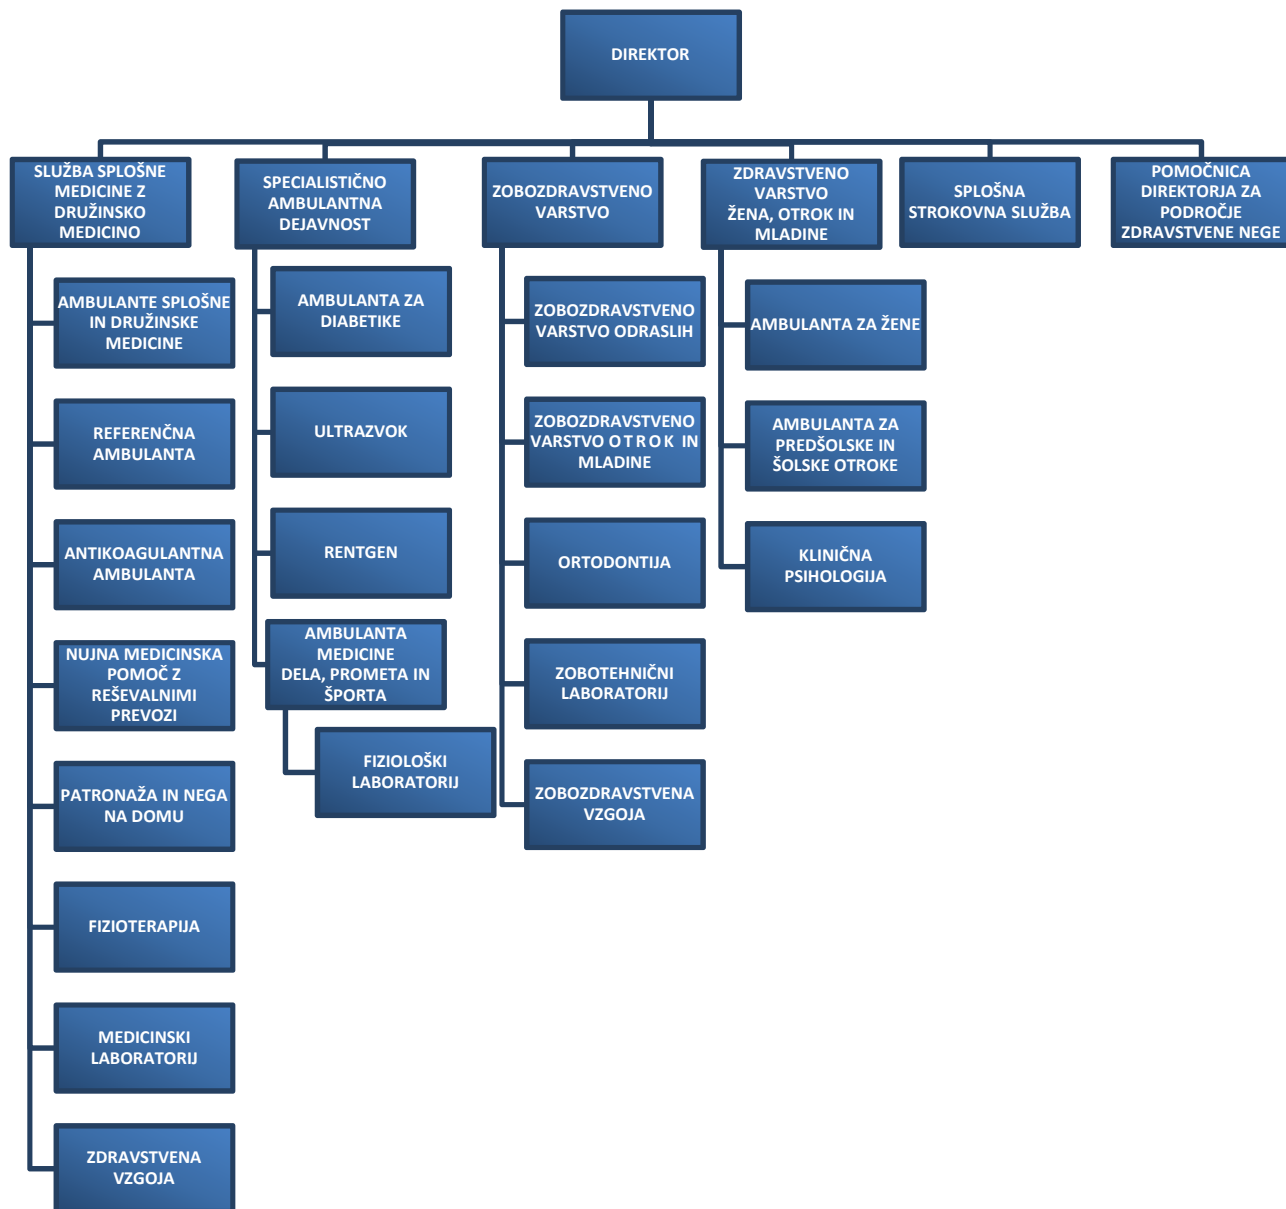 DIREKTOR
SLUŽBA SPLOŠNE
MEDICINE Z
DRUŽINSKO
MEDICINO
SPECIALISTIČNO
AMBULANTNA
DEJAVNOST
ZOBOZDRAVSTVENO
VARSTVO
ZDRAVSTVENO
VARSTVO
ŽENA, OTROK IN
MLADINE
SPLOŠNA
STROKOVNA SLUŽBA
POMOČNICA
DIREKTORJA ZA
PODROČJE
ZDRAVSTVENE NEGE
AMBULANTE SPLOŠNE
IN DRUŽINSKE
MEDICINE
REFERENČNA
AMBULANTA
ANTIKOAGULANTNA
AMBULANTA
NUJNA MEDICINSKA
POMOČ Z
REŠEVALNIMI
PREVOZI
PATRONAŽA IN NEGA
NA DOMU
FIZIOTERAPIJA
MEDICINSKI
LABORATORIJ
ZDRAVSTVENA
VZGOJA
AMBULANTA ZA
DIABETIKE
ULTRAZVOK
RENTGEN
AMBULANTA
MEDICINE
DELA, PROMETA IN
ŠPORTA
FIZIOLOŠKI
LABORATORIJ
ZOBOZDRAVSTVENO
VARSTVO ODRASLIH
ZOBOZDRAVSTVENO
VARSTVO O T R O K IN
MLADINE
ORTODONTIJA
ZOBOTEHNIČNI
LABORATORIJ
ZOBOZDRAVSTVENA
VZGOJA
AMBULANTA ZA ŽENE
AMBULANTA ZA
PREDŠOLSKE IN
ŠOLSKE OTROKE
KLINIČNA
PSIHOLOGIJA